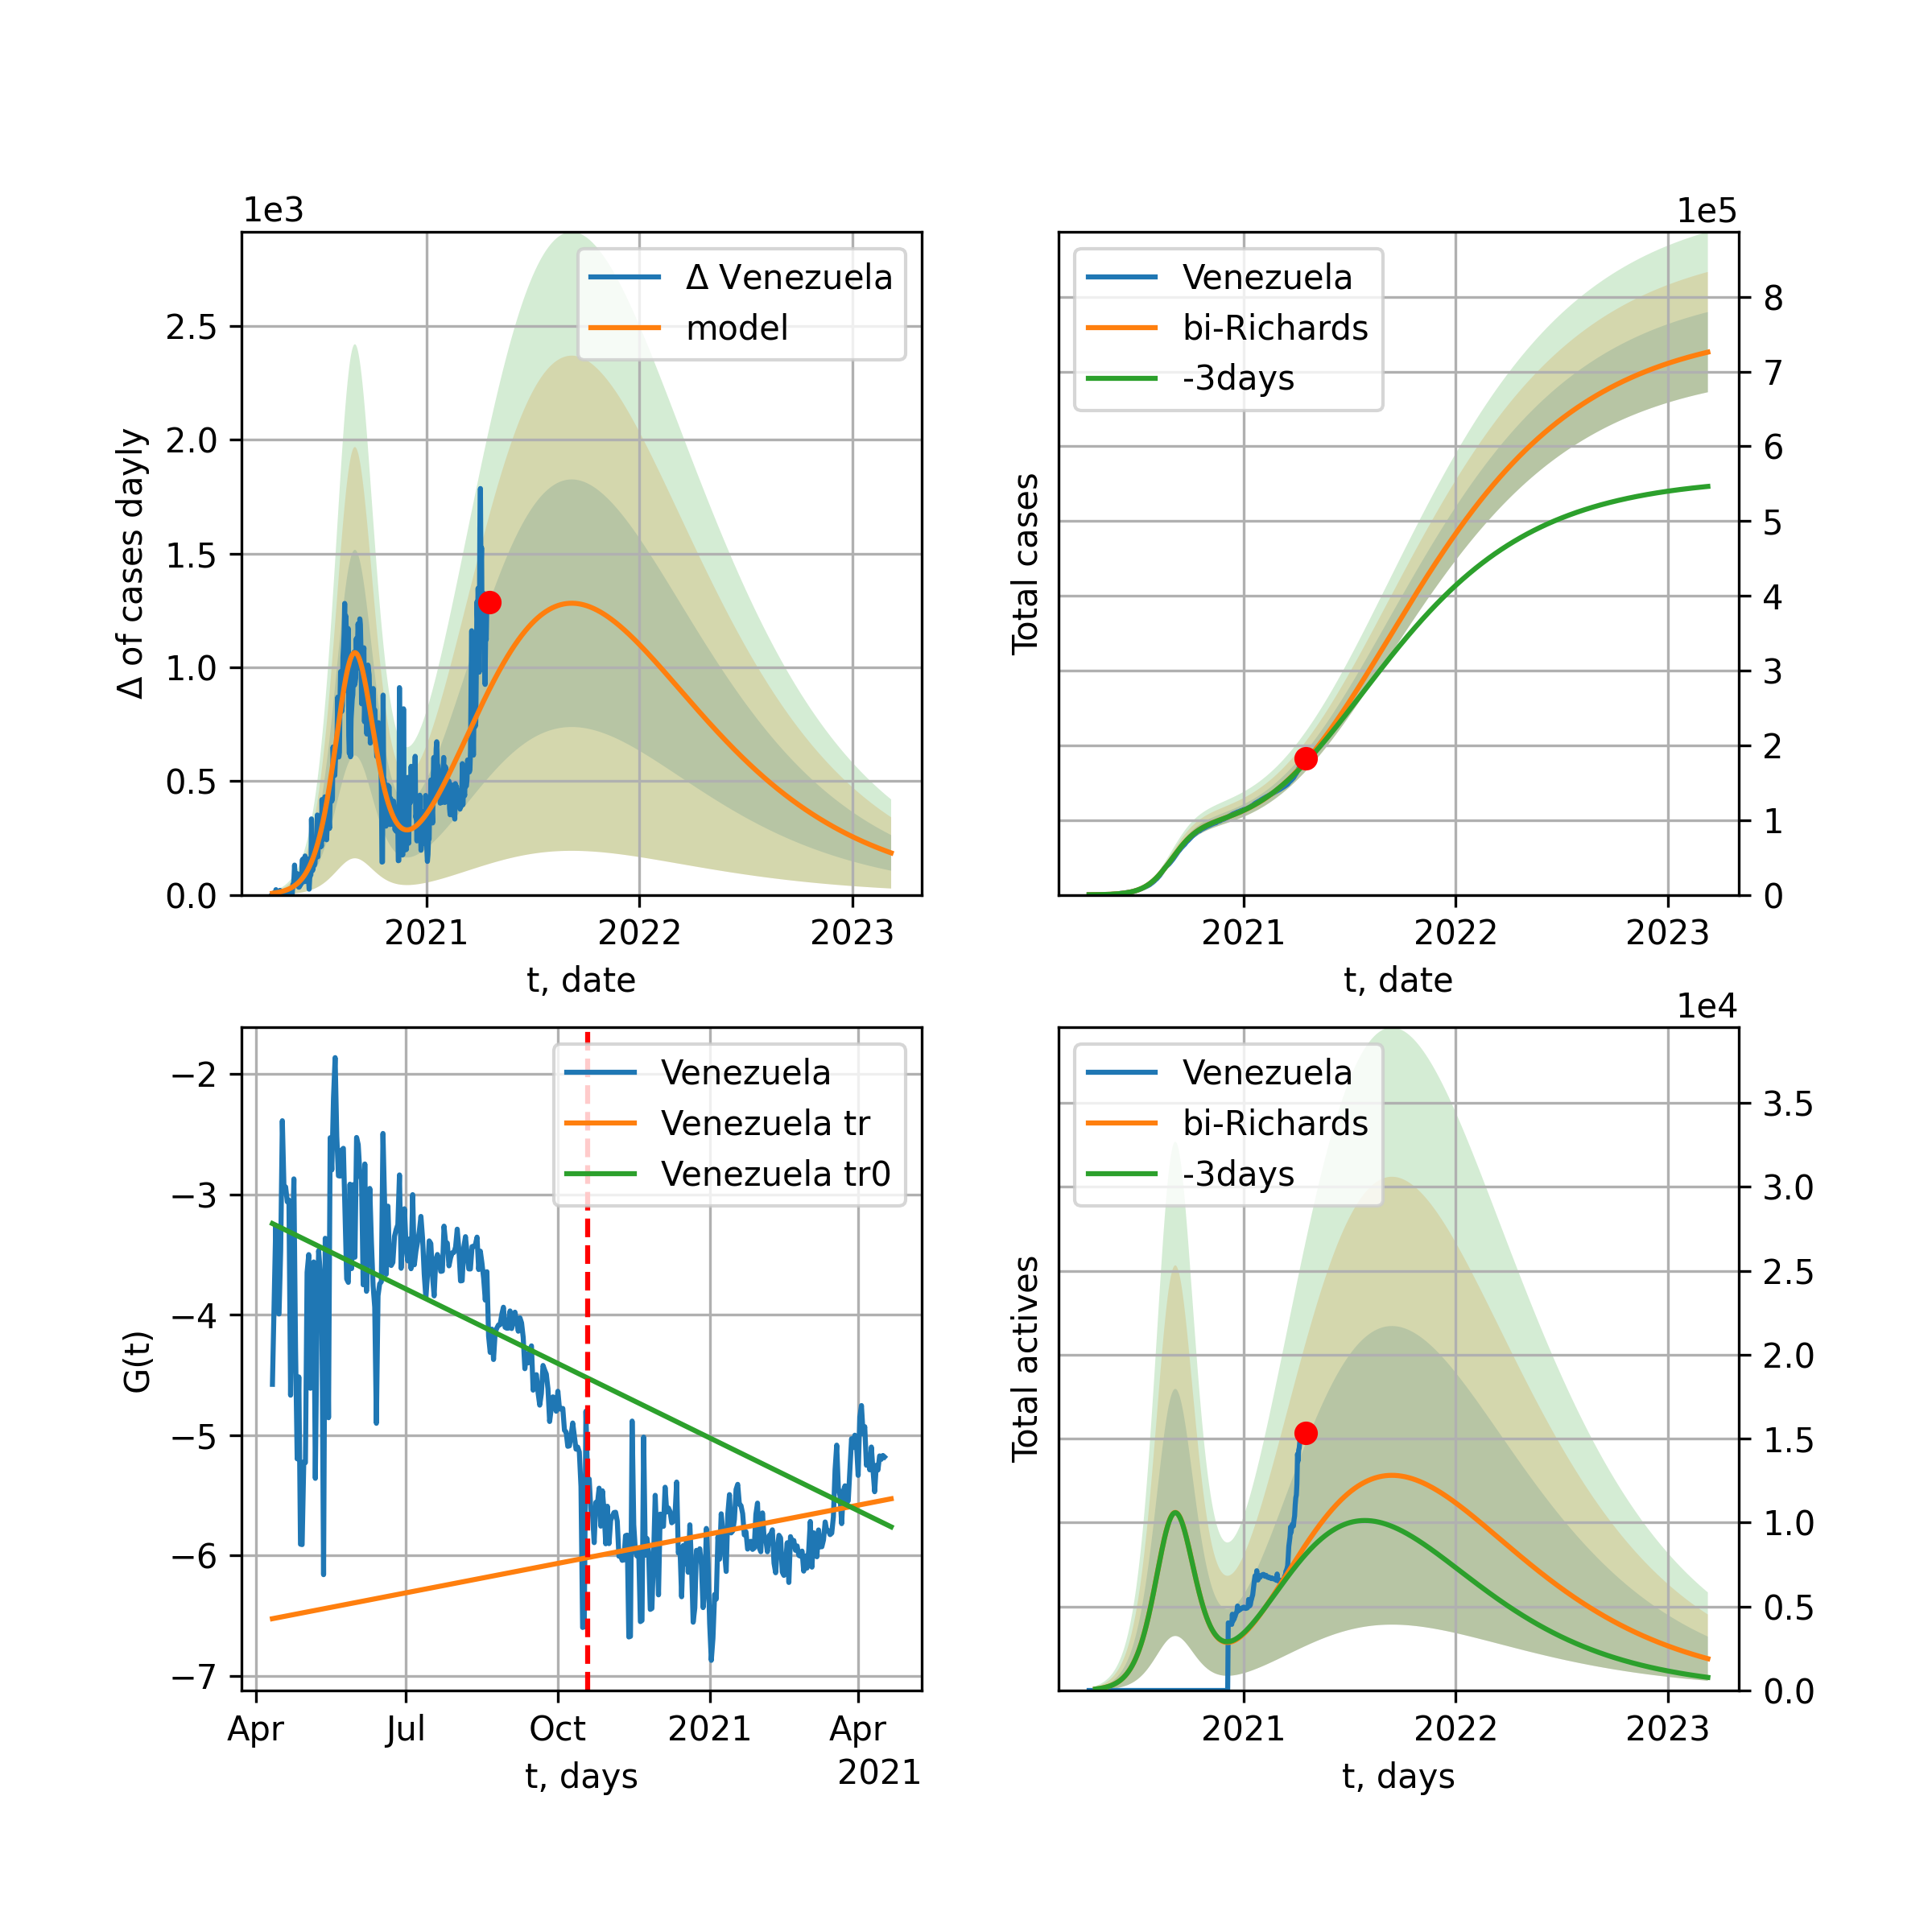 1e3
Δ Venezuela
model
2.5
2.0
1.5
1.0
0.5
0.0
Δ of cases dayly
2021 2022 2023
t, date
1e5
Venezuela
bi-Richards
-3days
8
7
6
5
4
3
2
1
0
Total cases
2021 2022 2023
t, date
Venezuela
Venezuela tr
Venezuela tr0
−2
−3
−4
−5
−6
−7
G(t)
Apr Jul Oct 2021 Apr
2021
t, days
1e4
Venezuela
bi-Richards
-3days
3.5
3.0
2.5
2.0
1.5
1.0
0.5
0.0
Total actives
2021 2022 2023
t, days